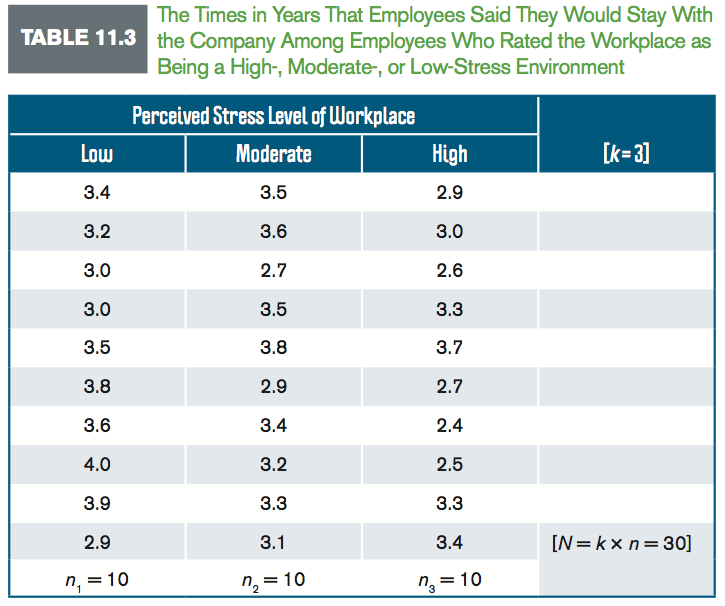 TABLE 11.3
The Times in Years That Employees Said They Would Stay With
the Company Among Employees Who Rated the Workplace as
Being a High-, Moderate-, or Low-Stress Environment
Perceived Stress Level of Workplace
Low Moderate High [k = 3]
3.4 3.5 2.9
3.2 3.6 3.0
3.0 2.7 2.6
3.0 3.5 3.3
3.5 3.8 3.7
3.8 2.9 2.7
3.6 3.4 2.4
4.0 3.2 2.5
3.9 3.3 3.3
2.9 3.1 3.4 [N = k × n = 30]
n₁ = 10 n₂ = 10 n₃ = 10